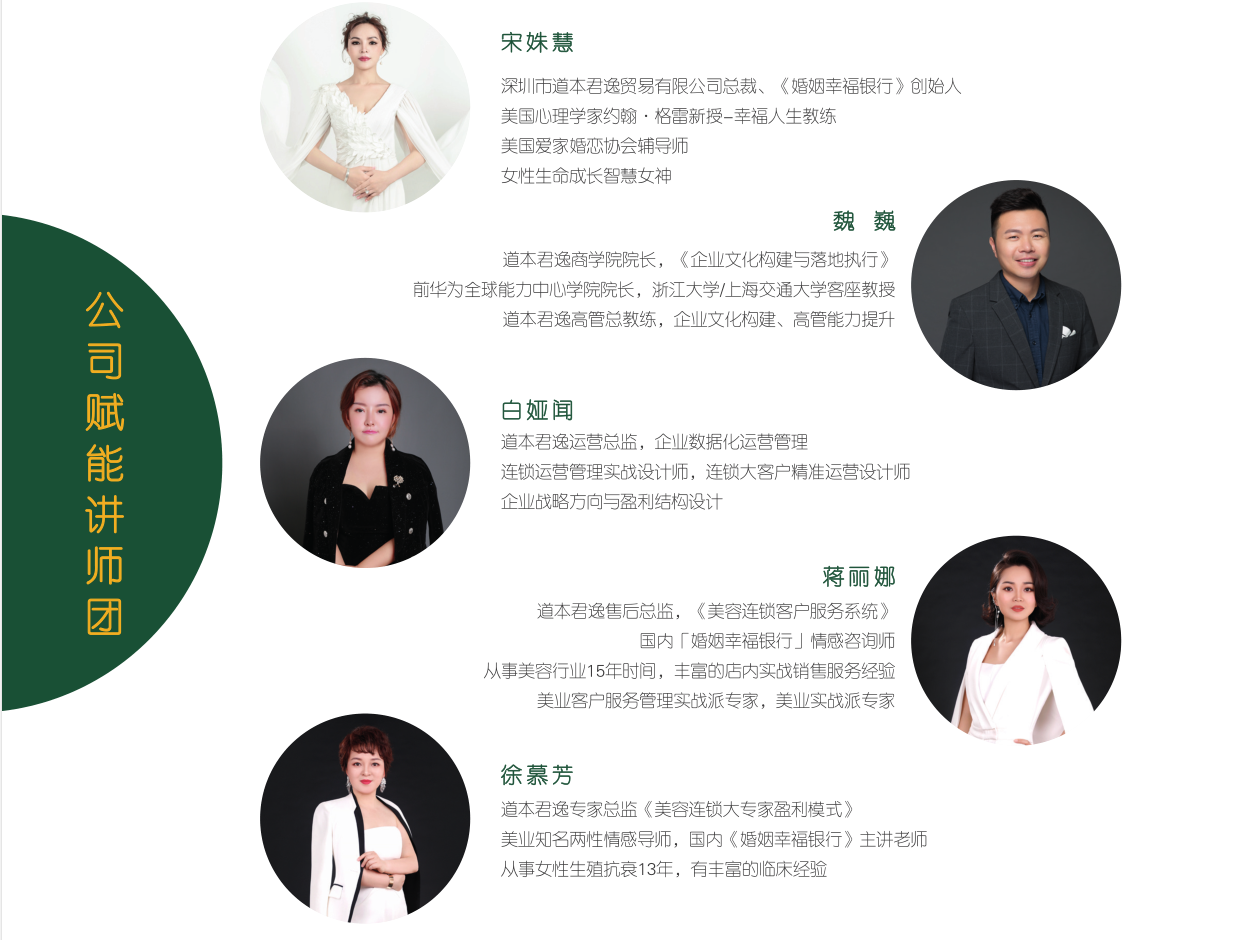 公司赋能讲师团
宋姝慧
深圳市道本君逸贸易有限公司总裁、《婚姻幸福银行》创始人
美国心理学家约翰·格雷新授-幸福人生教练
美国爱家婚恋协会辅导师
女性生命成长智慧女神
魏 巍
道本君逸商学院院长，《企业文化构建与落地执行》
前华为全球能力中心学院院长，浙江大学/上海交通大学客座教授
道本君逸高管总教练，企业文化构建、高管能力提升
白娅闻
道本君逸运营总监，企业数据化运营管理
连锁运营管理实战设计师，连锁大客户精准运营设计师
企业战略方向与盈利结构设计
蒋丽娜
道本君逸售后总监，《美容连锁客户服务系统》
国内「婚姻幸福银行」情感咨询师
从事美容行业15年时间，丰富的店内实战销售服务经验
美业客户服务管理实战派专家，美业实战派专家
徐慕芳
道本君逸专家总监《美容连锁大专家盈利模式》
美业知名两性情感导师，国内《婚姻幸福银行》主讲老师
从事女性生殖抗衰13年，有丰富的临床经验